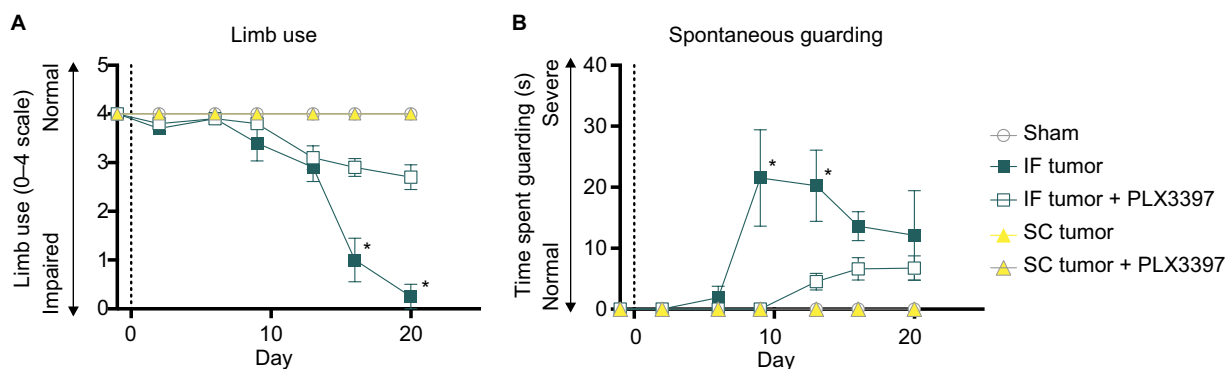 A
Limb use
Normal
Impaired
Limb use (0–4 scale)
5
4
3
2
1
0
*
*
0
10
20
Day
B
Spontaneous guarding
Severe
Normal
Time spent guarding (s)
40
30
20
10
0
*
*
0
10
20
Day
Sham
IF tumor
IF tumor + PLX3397
SC tumor
SC tumor + PLX3397